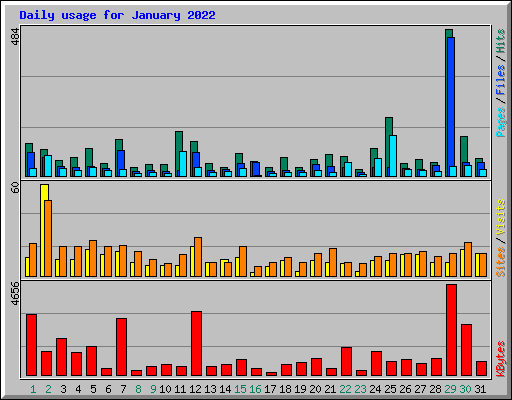 Daily usage for January 2022
484
Pages / Files / Hits
60
Sites / Visits
4656
KBytes
1 2 3 4 5 6 7 8 9 10 11 12 13 14 15 16 17 18 19 20 21 22 23 24 25 26 27 28 29 30 31